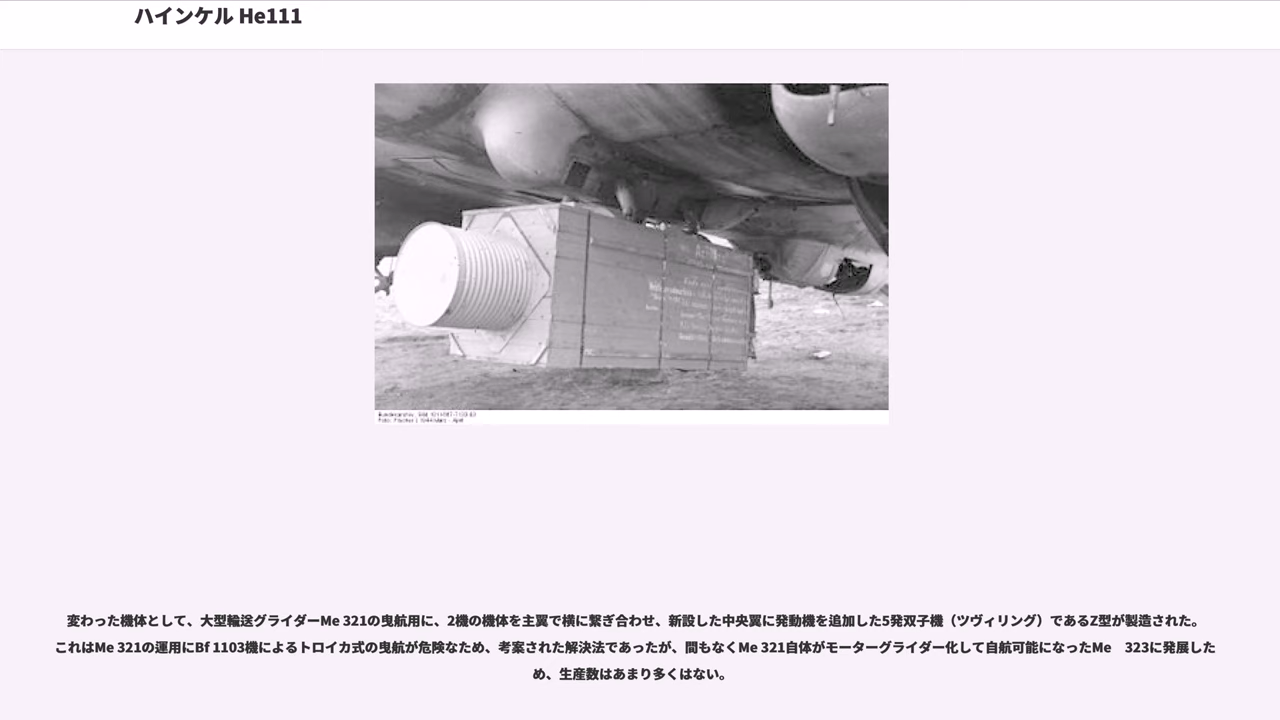 ハインケル He111
変わった機体として、大型輸送グライダーMe 321の曳航用に、2機の機体を主翼で横に繋ぎ合わせ、新設した中央翼に発動機を追加した5発双子機（ツヴィリング）であるZ型が製造された。
これはMe 321の運用にBf 1103機によるトロイカ式の曳航が危険なため、考案された解決法であったが、間もなくMe 321自体がモーターグライダー化して自航可能になったMe　323に発展した
め、生産数はあまり多くはない。